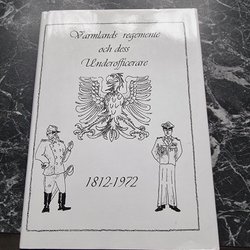 Värmlands regemente
och dess
Underofficerare
1812-1972